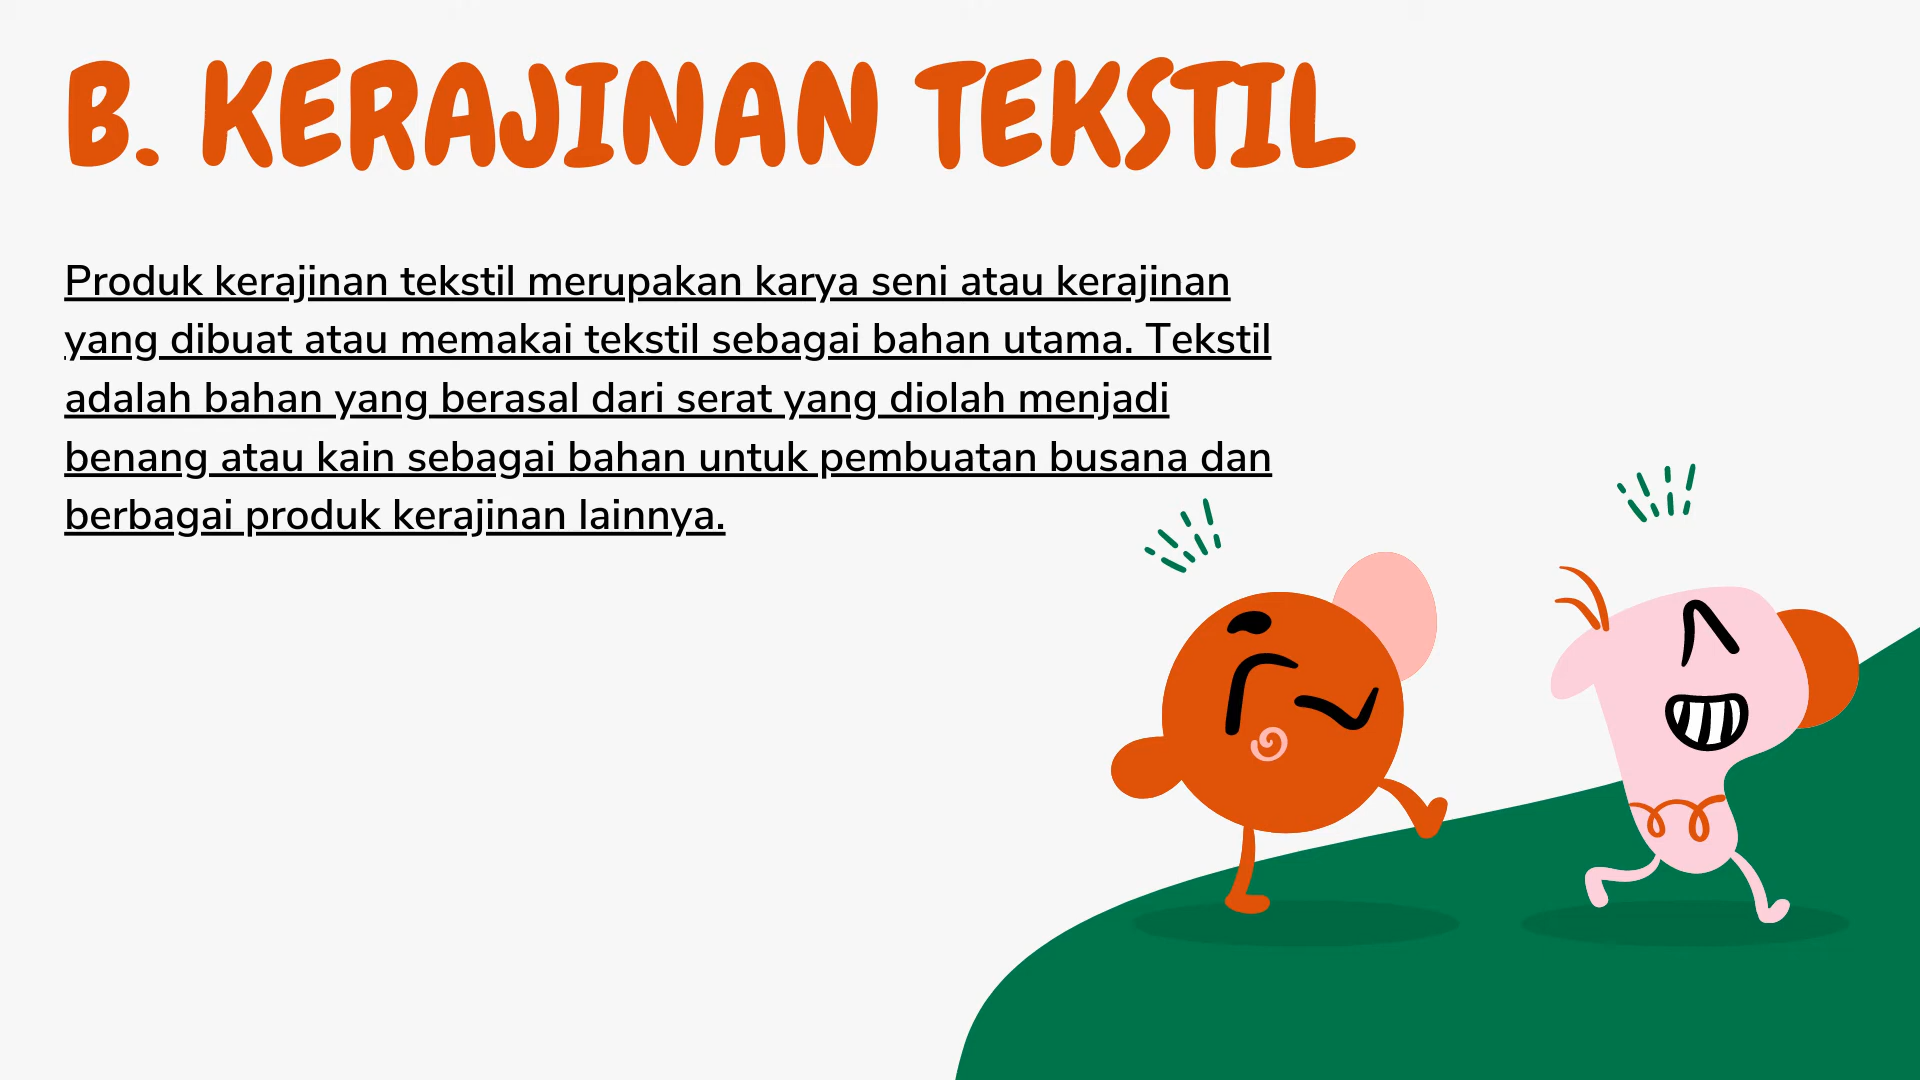 B. KERAJINAN TEKSTIL
Produk kerajinan tekstil merupakan karya seni atau kerajinan
yang dibuat atau memakai tekstil sebagai bahan utama. Tekstil
adalah bahan yang berasal dari serat yang diolah menjadi
benang atau kain sebagai bahan untuk pembuatan busana dan
berbagai produk kerajinan lainnya.